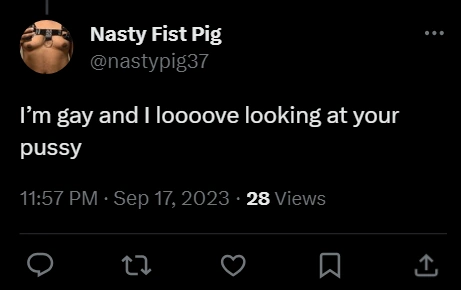 Nasty Fist Pig
@nastypig37
I’m gay and I loooove looking at your
pussy
11:57 PM · Sep 17, 2023 · 28 Views